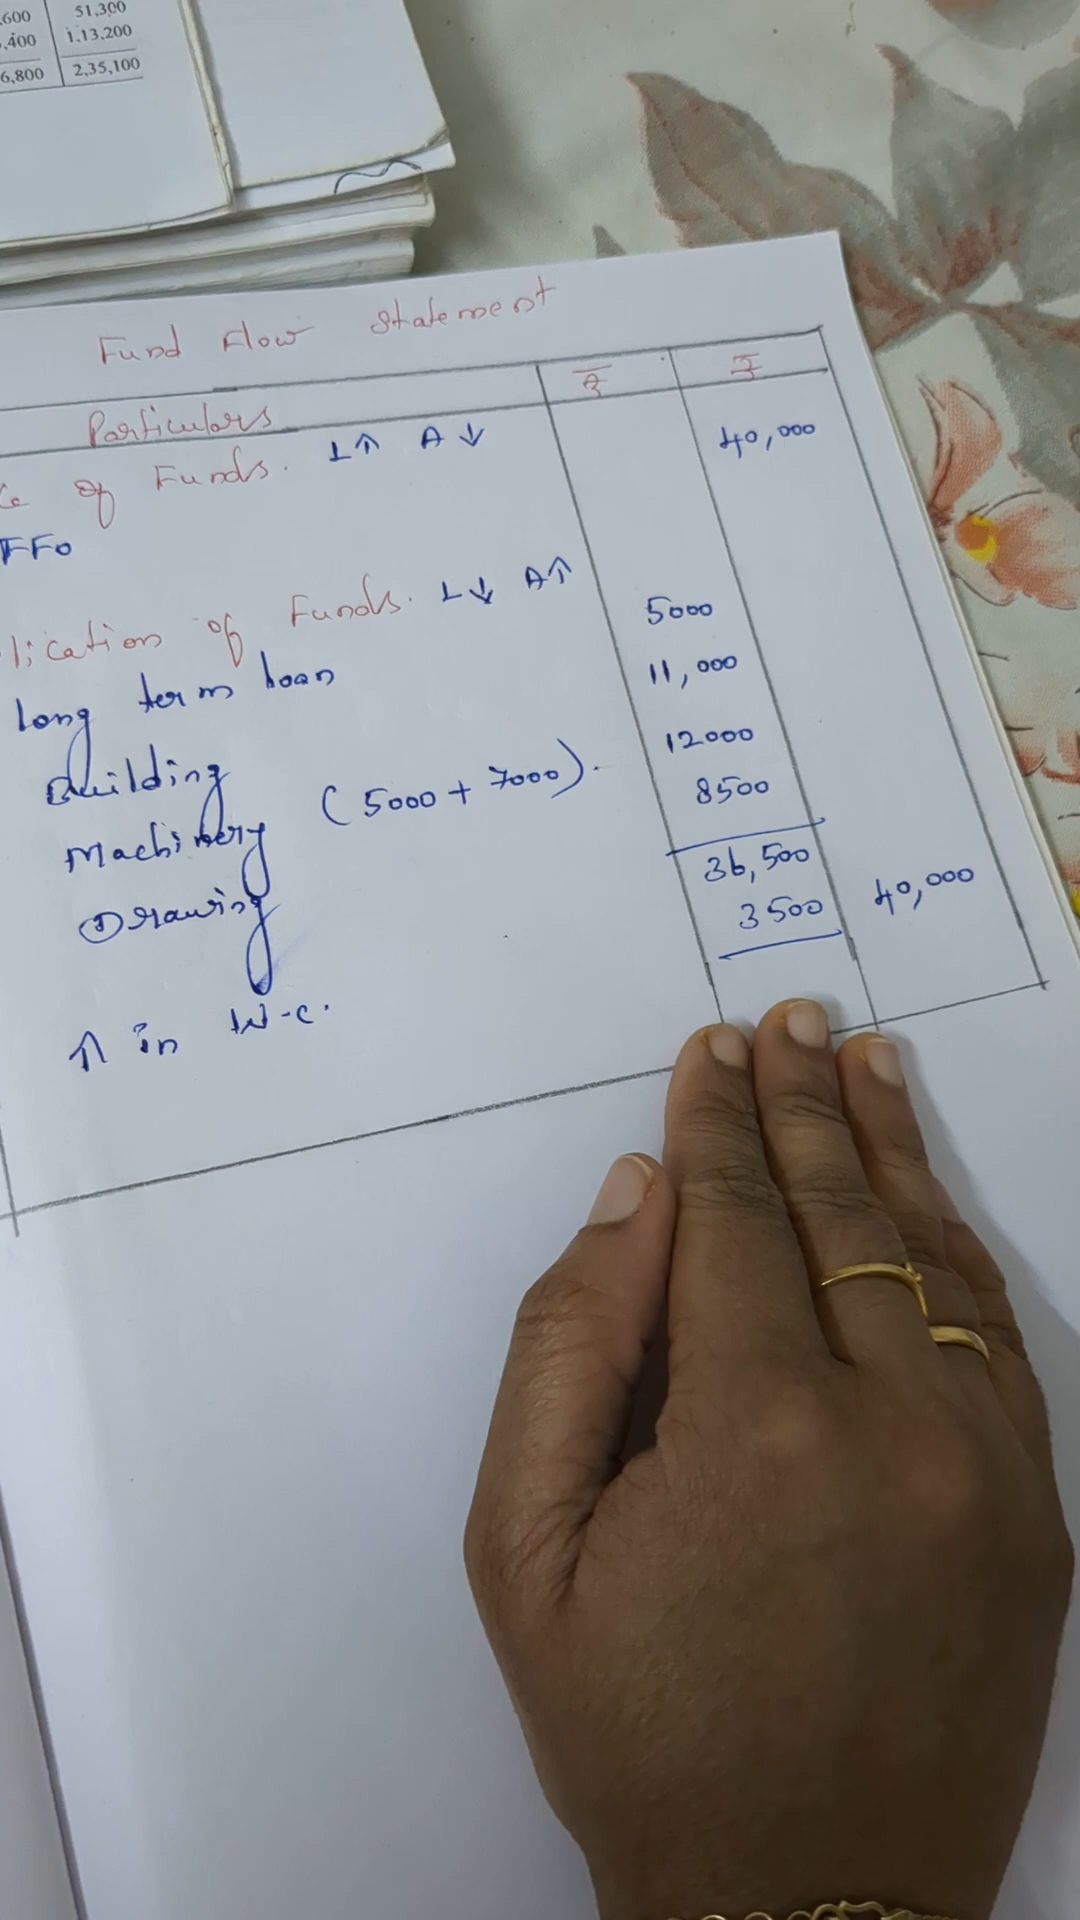 ,600 51,300
,400 1,13,200
6,800 2,35,100
Fund Flow Statement
Particulars ₹ ₹
ce of Funds. L↑ A↓ 40,000
FFO
lication of Funds. L↓ A↑
long term loan 5000
Building 11,000
Machinery (5000 + 7000). 12000
Drawing 8500
36,500
↑ in W.C. 3500 40,000